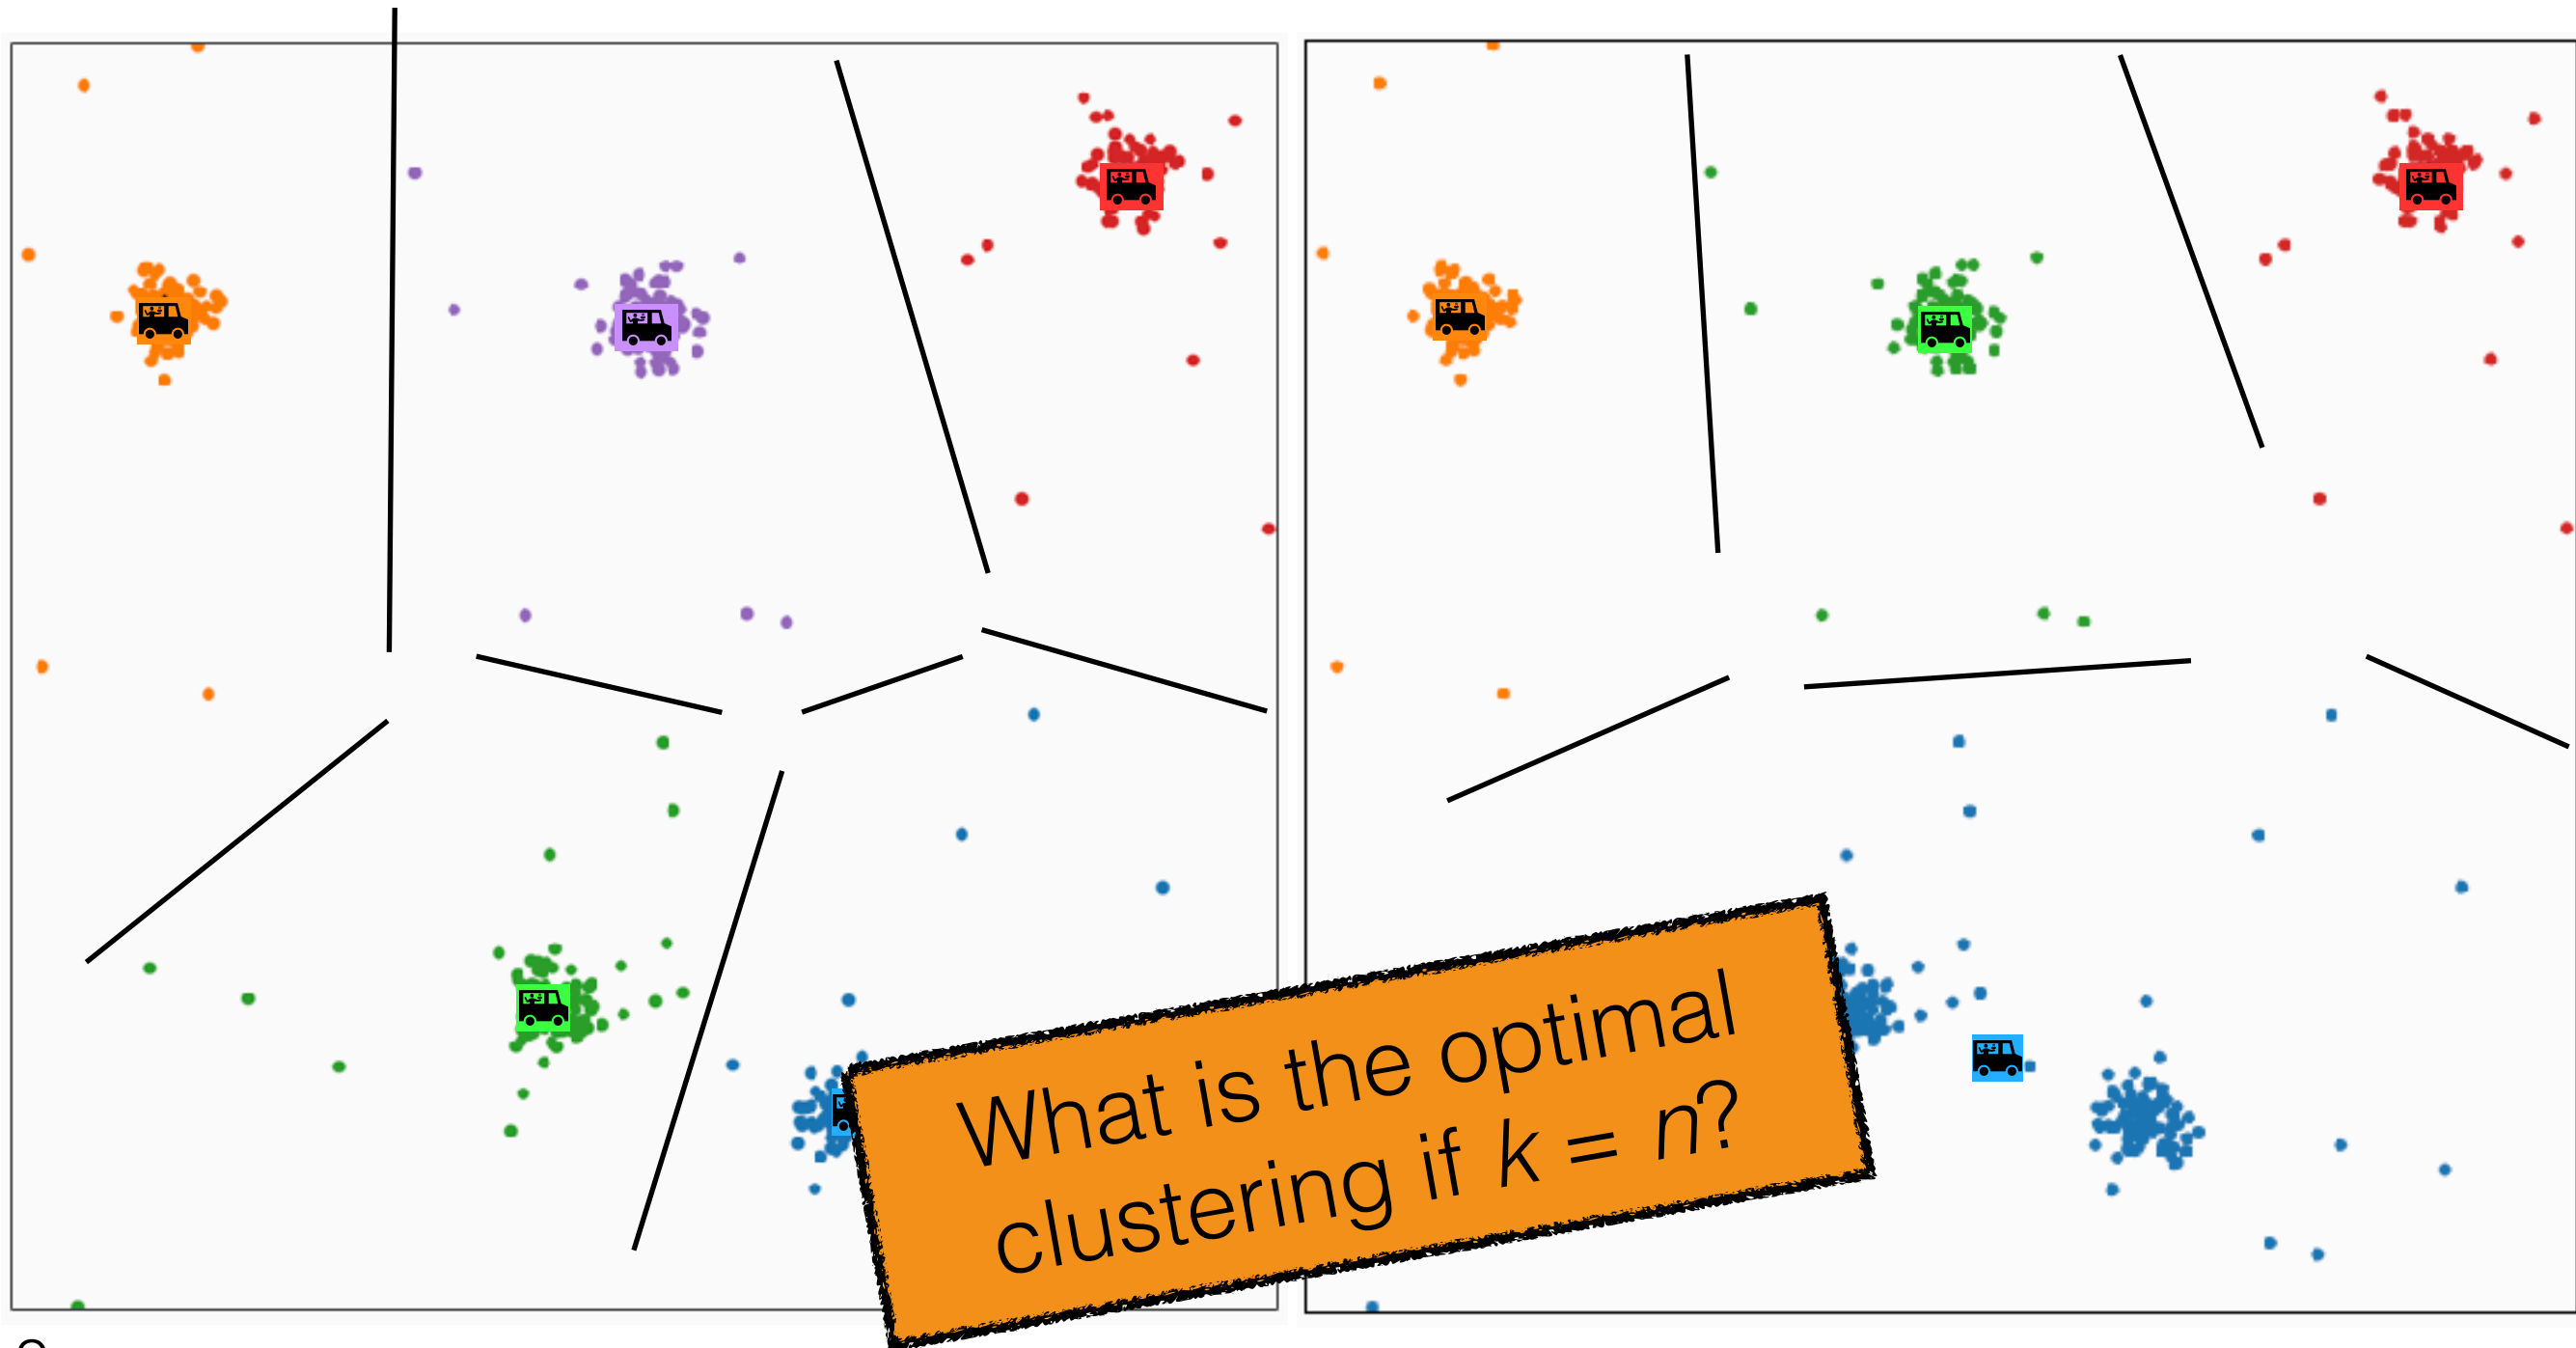 What is the optimal
clustering if k = n?